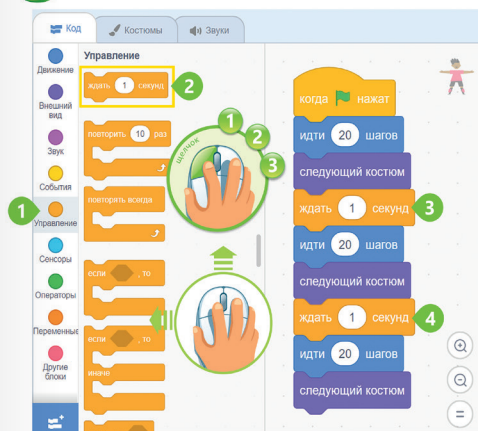 Код
Костюмы
Звуки
Движение
Внешний
вид
Звук
События
1
Управление
Сенсоры
Операторы
Переменные
Другие
блоки
Управление
ждать 1 секунд
2
повторить 10 раз
повторять всегда
если , то
если , то
иначе
щелчок
1
2
3
когда нажат
идти 20 шагов
следующий костюм
ждать 1 секунд
3
идти 20 шагов
следующий костюм
ждать 1 секунд
4
идти 20 шагов
следующий костюм